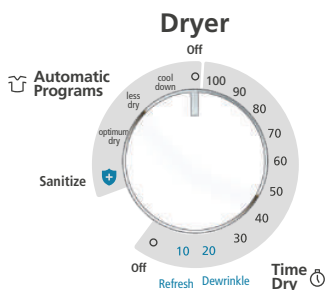 Dryer
Off
Automatic
Programs
cool
down
less
dry
optimum
dry
Sanitize
100
90
80
70
60
50
40
30
20
10
Off
Refresh
Dewrinkle
Time
Dry